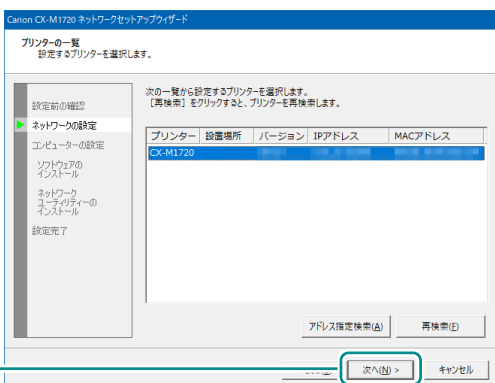 Canon CX-M1720 ネットワークセットアップウィザード
プリンターの一覧
設定するプリンターを選択します。
設定前の確認
ネットワークの設定
コンピューターの設定
ソフトウェアの
インストール
ネットワーク
ユーティリティーの
インストール
設定完了
次の一覧から設定するプリンターを選択します。
［再検索］をクリックすると、プリンターを再検索します。
プリンター 設置場所 バージョン IPアドレス MACアドレス
CX-M1720
アドレス指定検索(A) 再検索(F)
次へ(N) > キャンセル